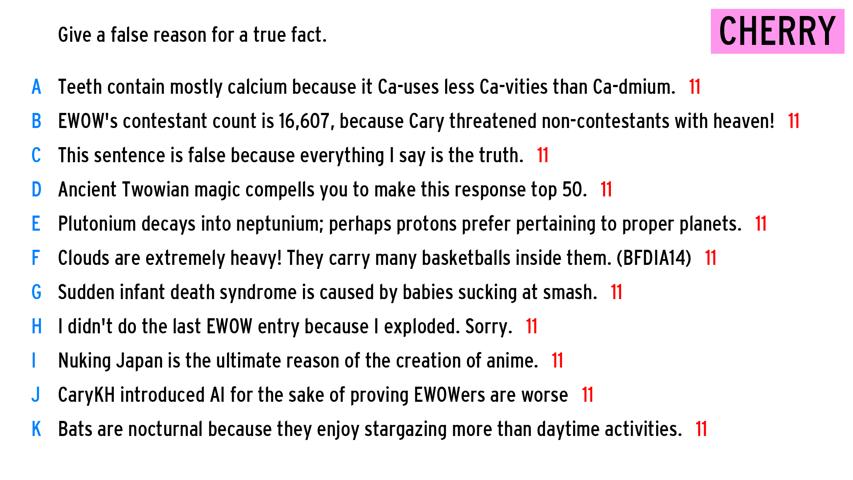 Give a false reason for a true fact.
CHERRY
A Teeth contain mostly calcium because it Ca-uses less Ca-vities than Ca-dmium. 11
B EWOW's contestant count is 16,607, because Cary threatened non-contestants with heaven! 11
C This sentence is false because everything I say is the truth. 11
D Ancient Twowian magic compells you to make this response top 50. 11
E Plutonium decays into neptunium; perhaps protons prefer pertaining to proper planets. 11
F Clouds are extremely heavy! They carry many basketballs inside them. (BFDIA14) 11
G Sudden infant death syndrome is caused by babies sucking at smash. 11
H I didn't do the last EWOW entry because I exploded. Sorry. 11
I Nuking Japan is the ultimate reason of the creation of anime. 11
J CaryKH introduced AI for the sake of proving EWOWers are worse 11
K Bats are nocturnal because they enjoy stargazing more than daytime activities. 11